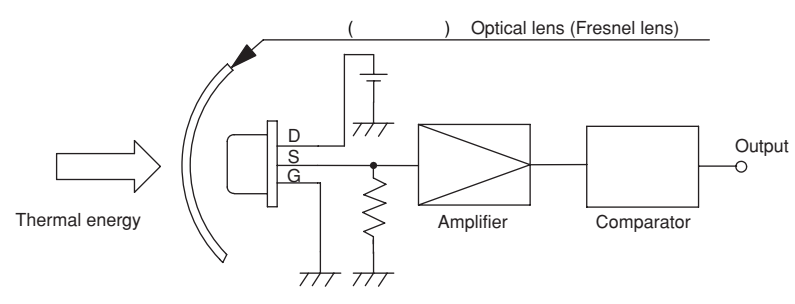 ( ) Optical lens (Fresnel lens)
D
S
G
Thermal energy
Amplifier
Comparator
Output